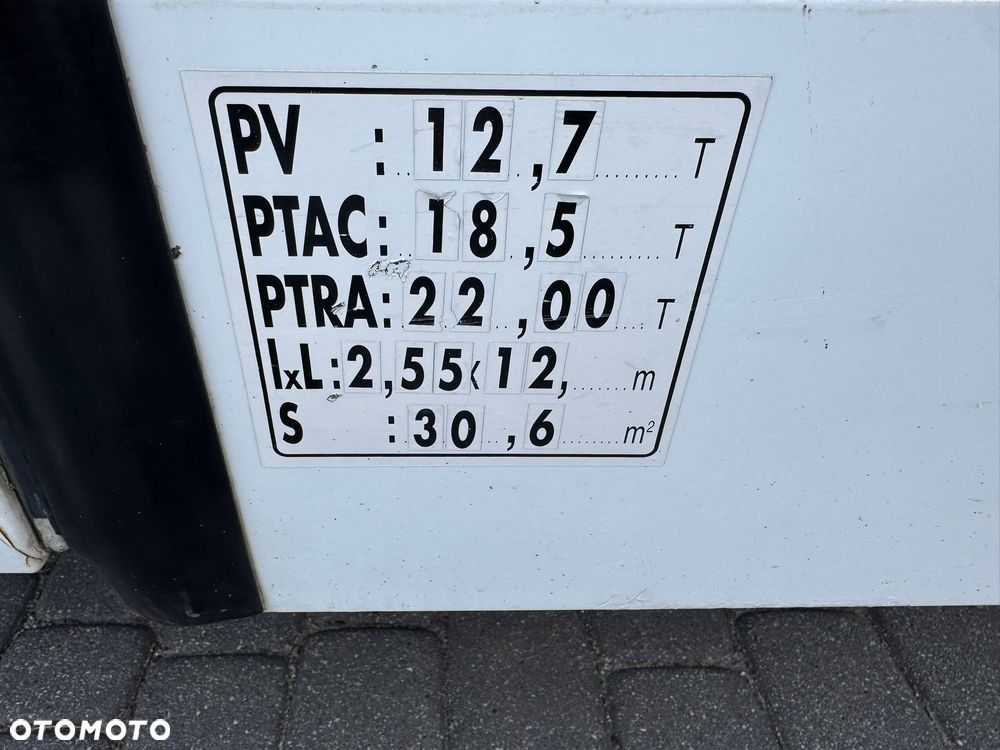 PV : 12,7 T
PTAC: 18,5 T
PTRA: 22,00 T
lxL: 2,55x12, m
S : 30,6 m²
OTOMOTO